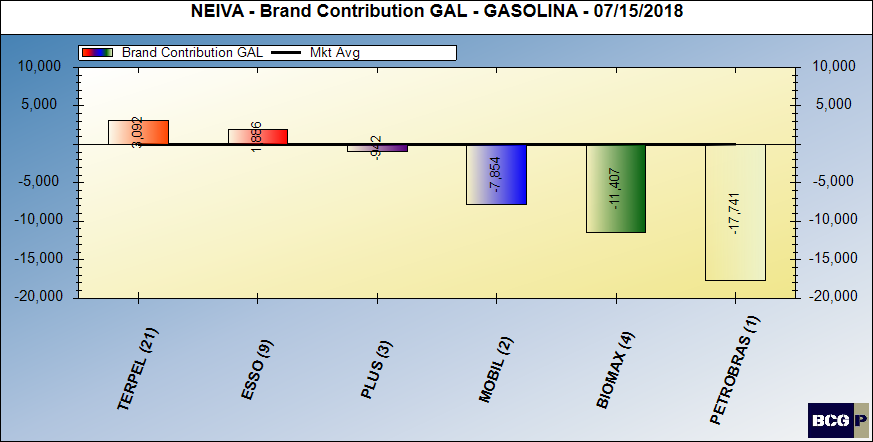 NEIVA - Brand Contribution GAL - GASOLINA - 07/15/2018
Brand Contribution GAL Mkt Avg
10,000 10,000
5,000 5,000
-5,000 -5,000
-10,000 -10,000
-15,000 -15,000
-20,000 -20,000
3,092
1,886
-942
-7,854
-11,407
-17,741
TERPEL (21)
ESSO (9)
PLUS (3)
MOBIL (2)
BIOMAX (4)
PETROBRAS (1)
BCG P